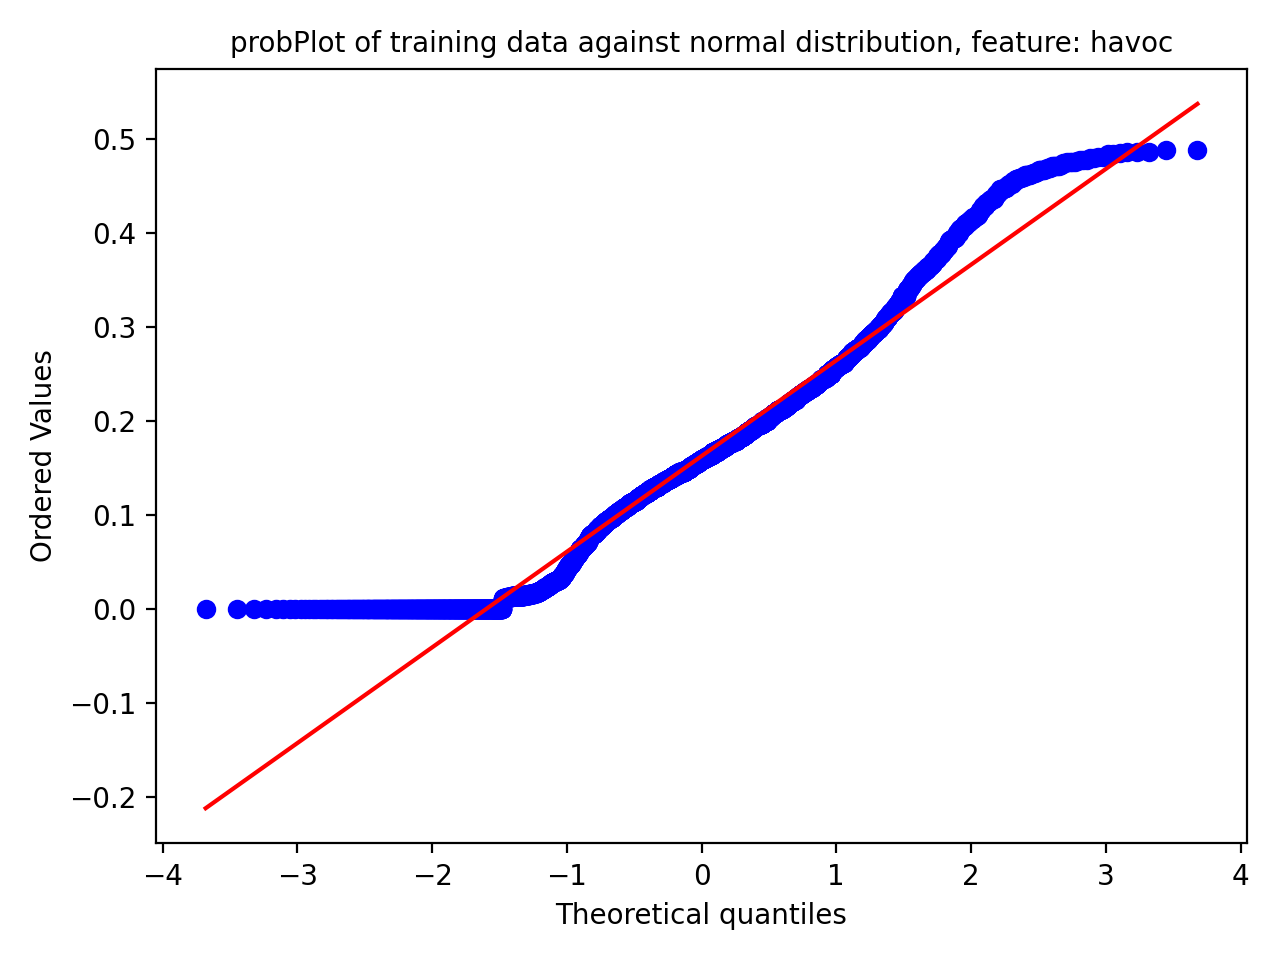 probPlot of training data against normal distribution, feature: havoc
Ordered Values
0.5
0.4
0.3
0.2
0.1
0.0
−0.1
−0.2
−4 −3 −2 −1 0 1 2 3 4
Theoretical quantiles